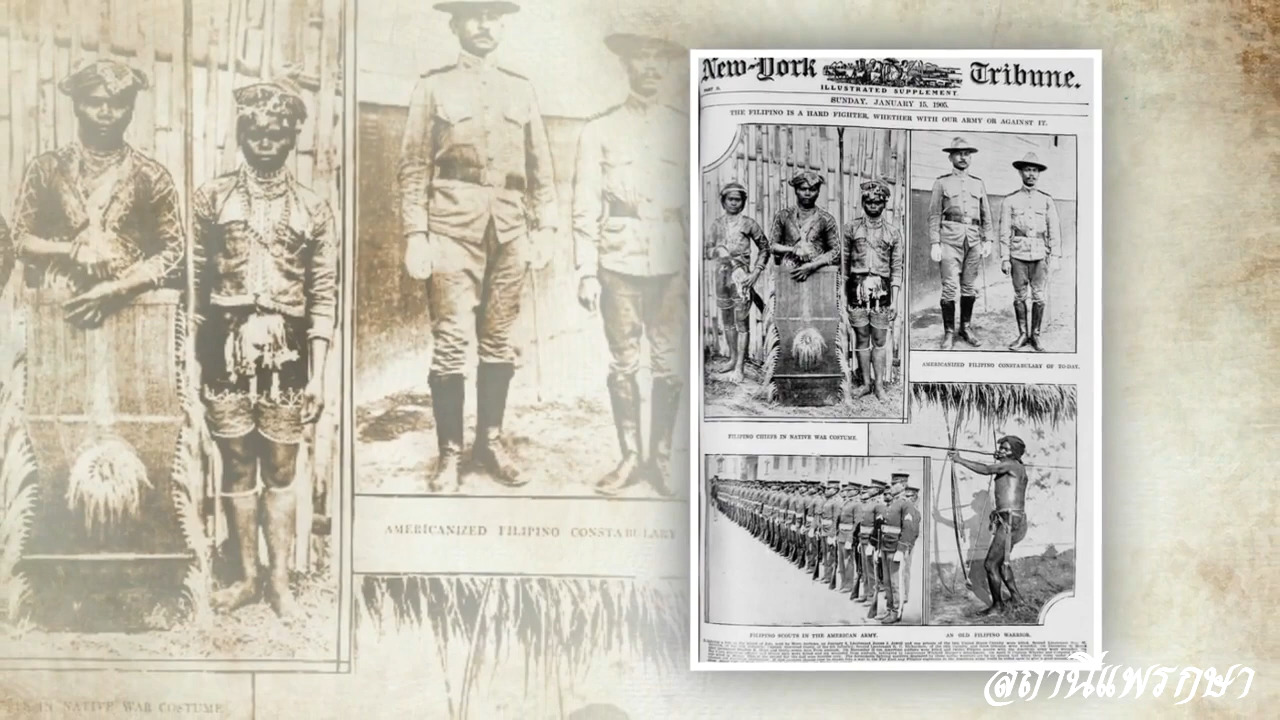 New-York Tribune.
PART II.
ILLUSTRATED SUPPLEMENT
SUNDAY, JANUARY 15, 1905.
THE FILIPINO IS A HARD FIGHTER, WHETHER WITH OUR ARMY OR AGAINST IT.
AMERICANIZED FILIPINO CONSTABULARY OF TO-DAY.
FILIPINO CHIEFS IN NATIVE WAR COSTUME.
FILIPINO SCOUTS IN THE AMERICAN ARMY.
AN OLD FILIPINO WARRIOR.
AMERICANIZED FILIPINO CONSTABULARY
IN NATIVE WAR COSTUME
@สถานีแพรกษา